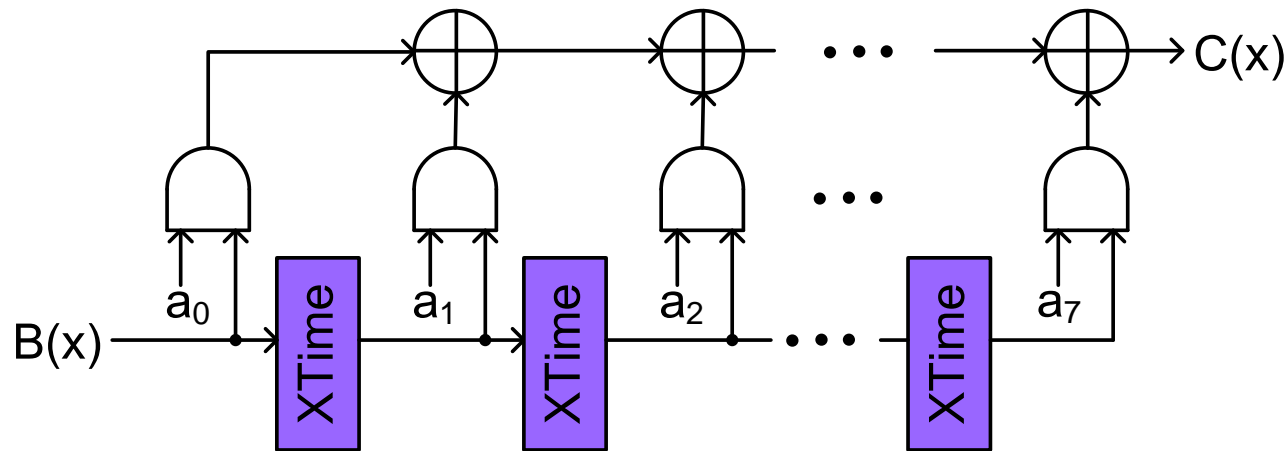 C(x)
a₀
a₁
a₂
a₇
B(x)
XTime
XTime
XTime